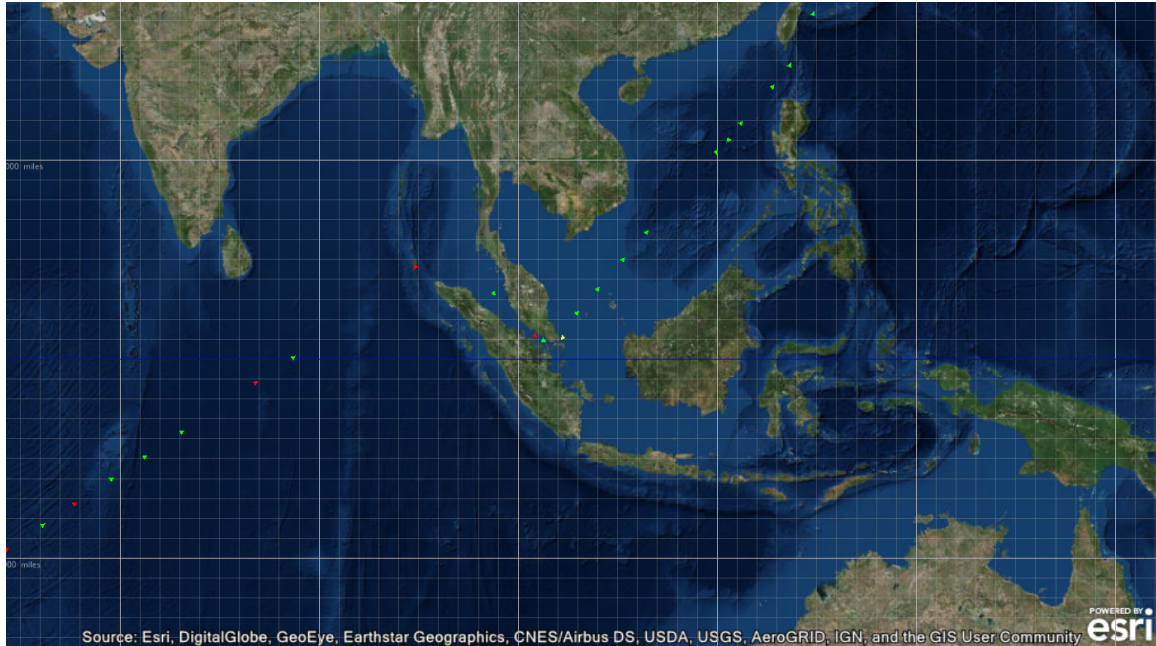 000 miles
00 miles
POWERED BY
esri
Source: Esri, DigitalGlobe, GeoEye, Earthstar Geographics, CNES/Airbus DS, USDA, USGS, AeroGRID, IGN, and the GIS User Community